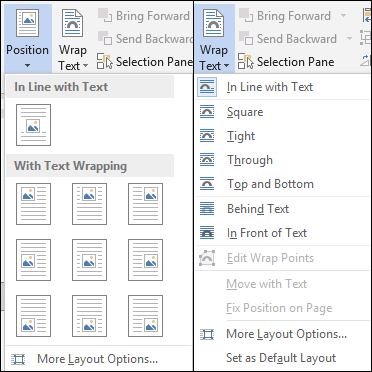 Position
Wrap
Text
Bring Forward
Send Backward
Selection Pane
In Line with Text
With Text Wrapping
More Layout Options...
Wrap
Text
Bring Forward
Send Backward
Selection Pane
In Line with Text
Square
Tight
Through
Top and Bottom
Behind Text
In Front of Text
Edit Wrap Points
Move with Text
Fix Position on Page
More Layout Options...
Set as Default Layout